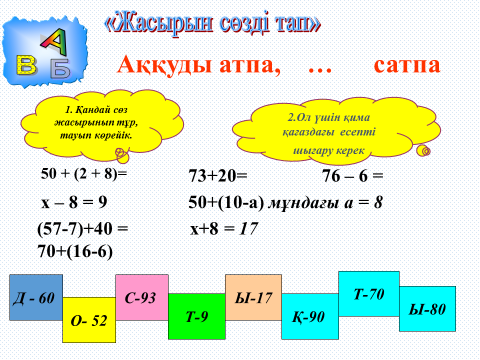 «Жасырын сөзді тап»
А
В Б
Аққуды атпа, … сатпа
1. Қандай сөз
жасырынып тұр,
тауып көрейік.
2.Ол үшін қима
қағаздағы есепті
шығару керек
50 + (2 + 8)= 73+20= 76 – 6 =
х – 8 = 9 50+(10-а) мұндағы а = 8
(57-7)+40 = х+8 = 17
70+(16-6)
Д - 60
О- 52
С-93
Т-9
Ы-17
Қ-90
Т-70
Ы-80